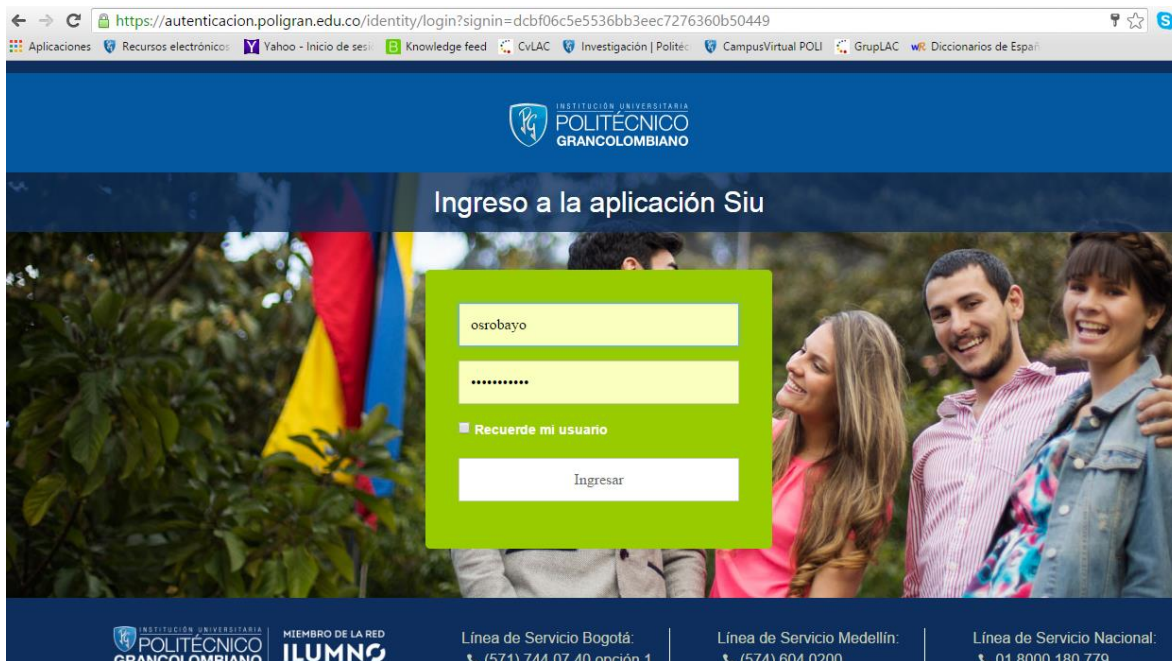 https://autenticacion.poligran.edu.co/identity/login?signin=dcbf06c5e5536bb3eec7276360b50449
Aplicaciones
Recursos electrónicos
Yahoo - Inicio de sesi
Knowledge feed
CvLAC
Investigación | Politéc
CampusVirtual POLI
GrupLAC
wR Diccionarios de Españ
INSTITUCIÓN UNIVERSITARIA
POLITÉCNICO
GRANCOLOMBIANO
Ingreso a la aplicación Siu
osrobayo
•••••••••••
Recuerde mi usuario
Ingresar
INSTITUCIÓN UNIVERSITARIA
POLITÉCNICO
GRANCOLOMBIANO
MIEMBRO DE LA RED
ILUMNO
Línea de Servicio Bogotá:
(571) 744 07 40 opción 1
Línea de Servicio Medellín:
(574) 604 0200
Línea de Servicio Nacional:
01 8000 180 779